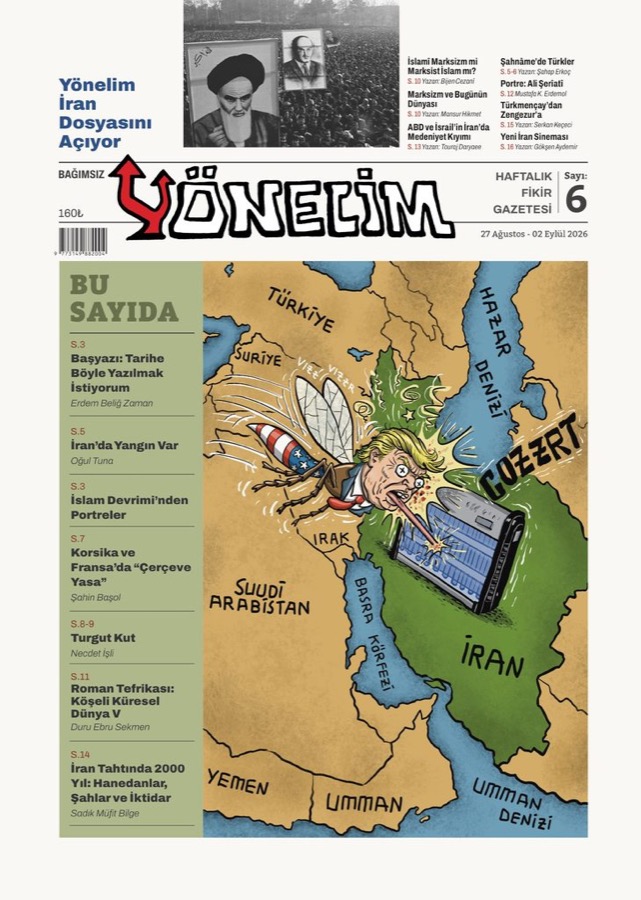 Yönelim
İran
Dosyasını
Açıyor
İslami Marksizm mi
Marksist İslam mı?
S. 10 Yazan: Bijen Cezani
Marksizm ve Bugünün
Dünyası
S. 10 Yazan: Mansur Hikmet
ABD ve İsrail'in İran'da
Medeniyet Kıyımı
S. 13 Yazan: Touraj Daryaee
Şahnâme'de Türkler
S. 5-6 Yazan: Şahap Erkoç
Portre: Ali Şeriatî
S. 12 Mustafa K. Erdemol
Türkmençay'dan
Zengezur'a
S. 15 Yazan: Serkan Keçeci
Yeni İran Sineması
S. 16 Yazan: Gökşen Aydemir
BAĞIMSIZ
160₺
YÖNELİM
HAFTALIK
FİKİR
GAZETESİ
Sayı:
6
27 Ağustos - 02 Eylül 2026
BU
SAYIDA
S.3
Başyazı: Tarihe
Böyle Yazılmak
İstiyorum
Erdem Beliğ Zaman
S.5
İran'da Yangın Var
Oğul Tuna
S.3
İslam Devrimi'nden
Portreler
S.7
Korsika ve
Fransa'da “Çerçeve
Yasa”
Şahin Başol
S.8-9
Turgut Kut
Necdet İşli
S.11
Roman Tefrikası:
Köşeli Küresel
Dünya V
Duru Ebru Sekmen
S.14
İran Tahtında 2000
Yıl: Hanedanlar,
Şahlar ve İktidar
Sadık Müfit Bilge
TÜRKİYE
HAZAR
DENİZİ
SURİYE
VIZZ VIZZR
COZZRT
IRAK
SUUDİ
ARABİSTAN
BASRA KÖRFEZİ
İRAN
YEMEN
UMMAN
UMMAN
DENİZİ